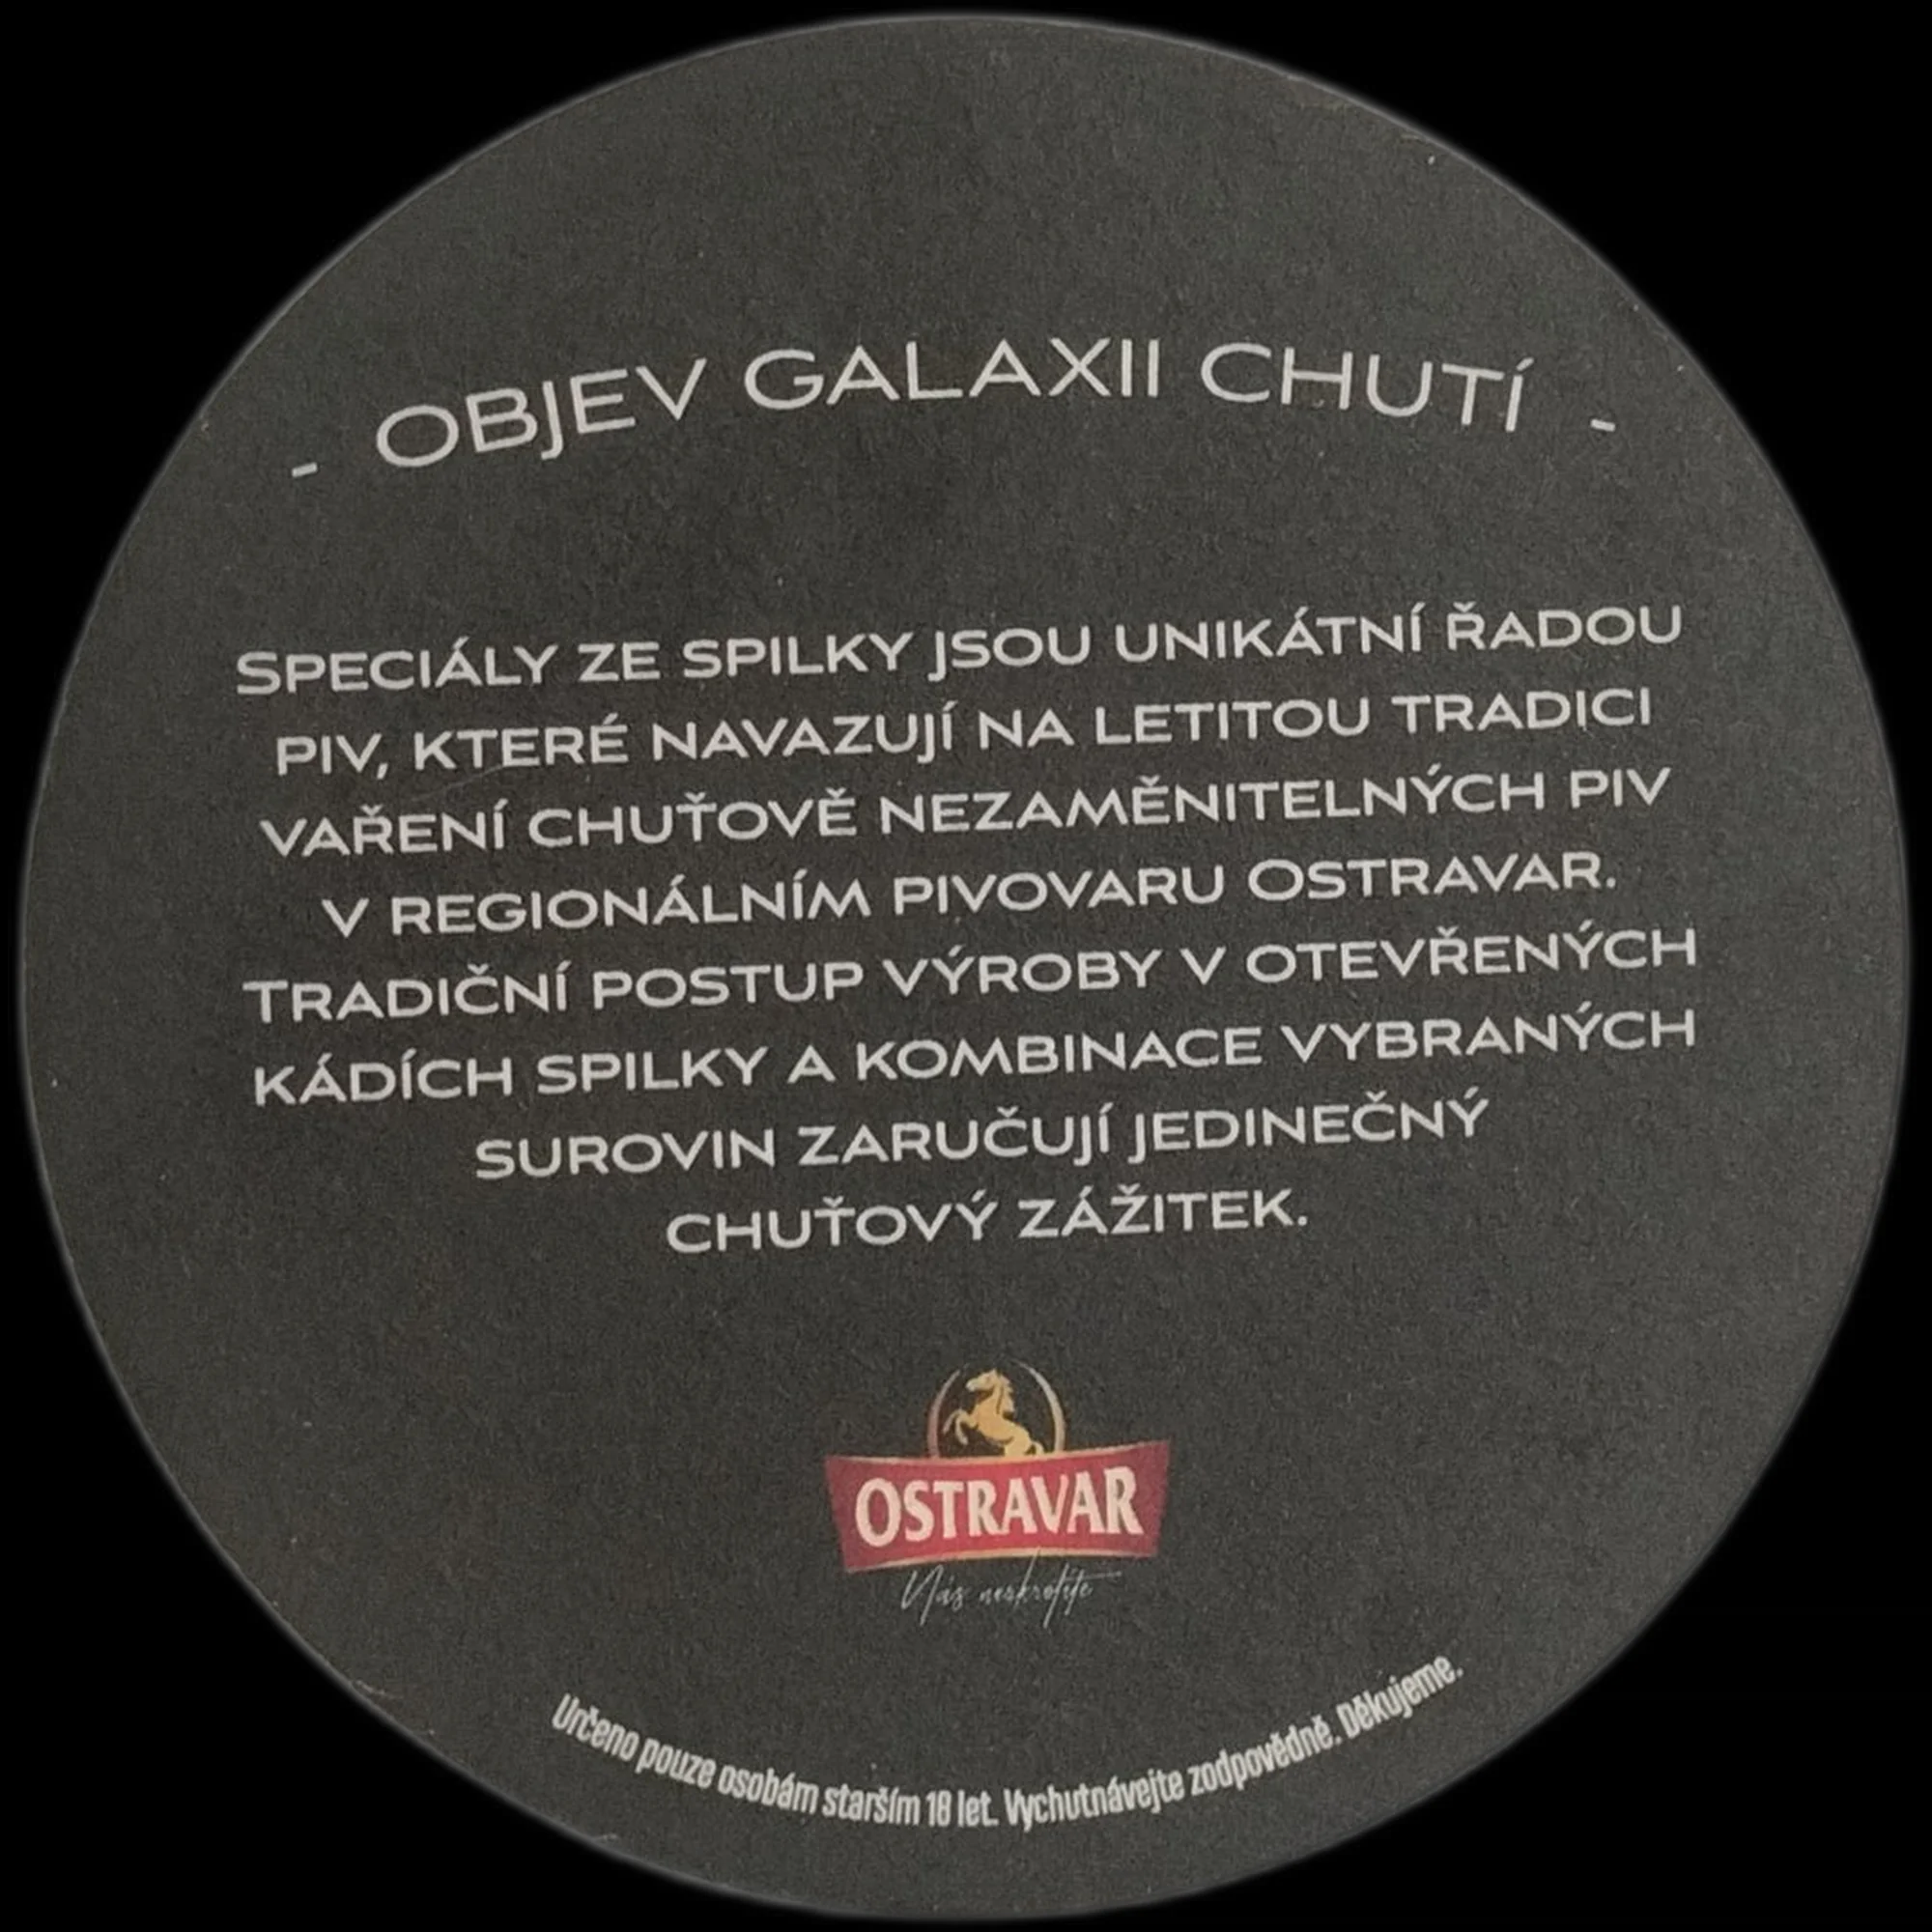 - OBJEV GALAXII CHUTÍ -
SPECIÁLY ZE SPILKY JSOU UNIKÁTNÍ ŘADOU
PIV, KTERÉ NAVAZUJÍ NA LETITOU TRADICI
VAŘENÍ CHUŤOVĚ NEZAMĚNITELNÝCH PIV
V REGIONÁLNÍM PIVOVARU OSTRAVAR.
TRADIČNÍ POSTUP VÝROBY V OTEVŘENÝCH
KÁDÍCH SPILKY A KOMBINACE VYBRANÝCH
SUROVIN ZARUČUJÍ JEDINEČNÝ
CHUŤOVÝ ZÁŽITEK.
OSTRAVAR
Nás neskrotíte
Určeno pouze osobám starším 18 let. Vychutnávejte zodpovědně. Děkujeme.